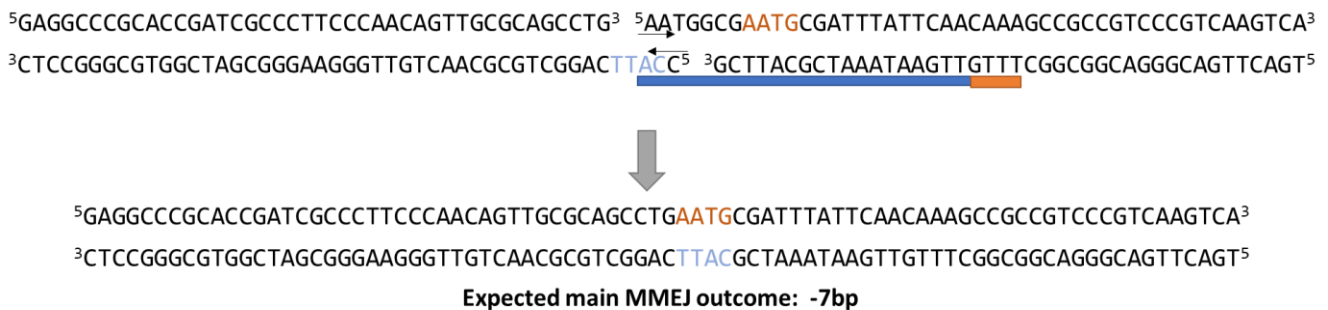 ⁵GAGGCCCGCACCGATCGCCCTTCCCAACAGTTGCGCAGCCTG³ ⁵AATGGCGAATGCGATTTATTCAACAAAGCCGCCGTCCCGTCAAGTCA³
³CTCCGGGCGTGGCTAGCGGGAAGGGTTGTCAACGCGTCGGACTTACC⁵ ³GCTTACGCTAAATAAGTTGTTTCGGCGGCAGGGCAGTTCAGT⁵
⁵GAGGCCCGCACCGATCGCCCTTCCCAACAGTTGCGCAGCCTGAATGCGATTTATTCAACAAAGCCGCCGTCCCGTCAAGTCA³
³CTCCGGGCGTGGCTAGCGGGAAGGGTTGTCAACGCGTCGGACTTACGCTAAATAAGTTGTTTCGGCGGCAGGGCAGTTCAGT⁵
Expected main MMEJ outcome: -7bp